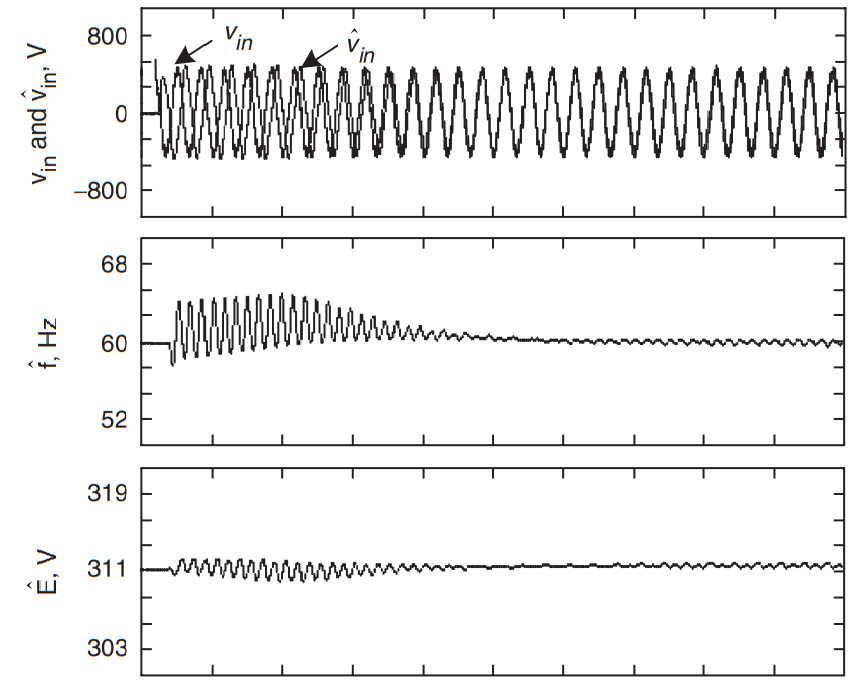 v_in and v̂_in, V
800
0
−800
v_in
v̂_in
f̂, Hz
68
60
52
Ê, V
319
311
303